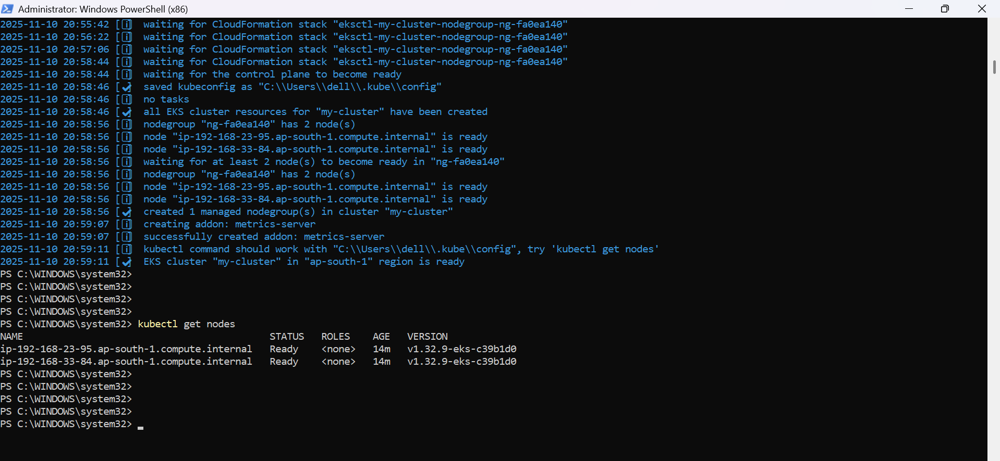 Administrator: Windows PowerShell (x86)
2025-11-10 20:55:42 [ℹ]  waiting for CloudFormation stack "eksctl-my-cluster-nodegroup-ng-fa0ea140"
2025-11-10 20:56:22 [ℹ]  waiting for CloudFormation stack "eksctl-my-cluster-nodegroup-ng-fa0ea140"
2025-11-10 20:57:06 [ℹ]  waiting for CloudFormation stack "eksctl-my-cluster-nodegroup-ng-fa0ea140"
2025-11-10 20:58:44 [ℹ]  waiting for CloudFormation stack "eksctl-my-cluster-nodegroup-ng-fa0ea140"
2025-11-10 20:58:44 [ℹ]  waiting for the control plane to become ready
2025-11-10 20:58:46 [✔]  saved kubeconfig as "C:\\Users\\dell\\.kube\\config"
2025-11-10 20:58:46 [ℹ]  no tasks
2025-11-10 20:58:46 [✔]  all EKS cluster resources for "my-cluster" have been created
2025-11-10 20:58:56 [ℹ]  nodegroup "ng-fa0ea140" has 2 node(s)
2025-11-10 20:58:56 [ℹ]  node "ip-192-168-23-95.ap-south-1.compute.internal" is ready
2025-11-10 20:58:56 [ℹ]  node "ip-192-168-33-84.ap-south-1.compute.internal" is ready
2025-11-10 20:58:56 [ℹ]  waiting for at least 2 node(s) to become ready in "ng-fa0ea140"
2025-11-10 20:58:56 [ℹ]  nodegroup "ng-fa0ea140" has 2 node(s)
2025-11-10 20:58:56 [ℹ]  node "ip-192-168-23-95.ap-south-1.compute.internal" is ready
2025-11-10 20:58:56 [ℹ]  node "ip-192-168-33-84.ap-south-1.compute.internal" is ready
2025-11-10 20:58:56 [✔]  created 1 managed nodegroup(s) in cluster "my-cluster"
2025-11-10 20:59:07 [ℹ]  creating addon: metrics-server
2025-11-10 20:59:07 [ℹ]  successfully created addon: metrics-server
2025-11-10 20:59:11 [ℹ]  kubectl command should work with "C:\\Users\\dell\\.kube\\config", try 'kubectl get nodes'
2025-11-10 20:59:11 [✔]  EKS cluster "my-cluster" in "ap-south-1" region is ready
PS C:\WINDOWS\system32>
PS C:\WINDOWS\system32>
PS C:\WINDOWS\system32>
PS C:\WINDOWS\system32>
PS C:\WINDOWS\system32> kubectl get nodes
NAME                                           STATUS   ROLES    AGE   VERSION
ip-192-168-23-95.ap-south-1.compute.internal   Ready    <none>   14m   v1.32.9-eks-c39b1d0
ip-192-168-33-84.ap-south-1.compute.internal   Ready    <none>   14m   v1.32.9-eks-c39b1d0
PS C:\WINDOWS\system32>
PS C:\WINDOWS\system32>
PS C:\WINDOWS\system32>
PS C:\WINDOWS\system32>
PS C:\WINDOWS\system32>